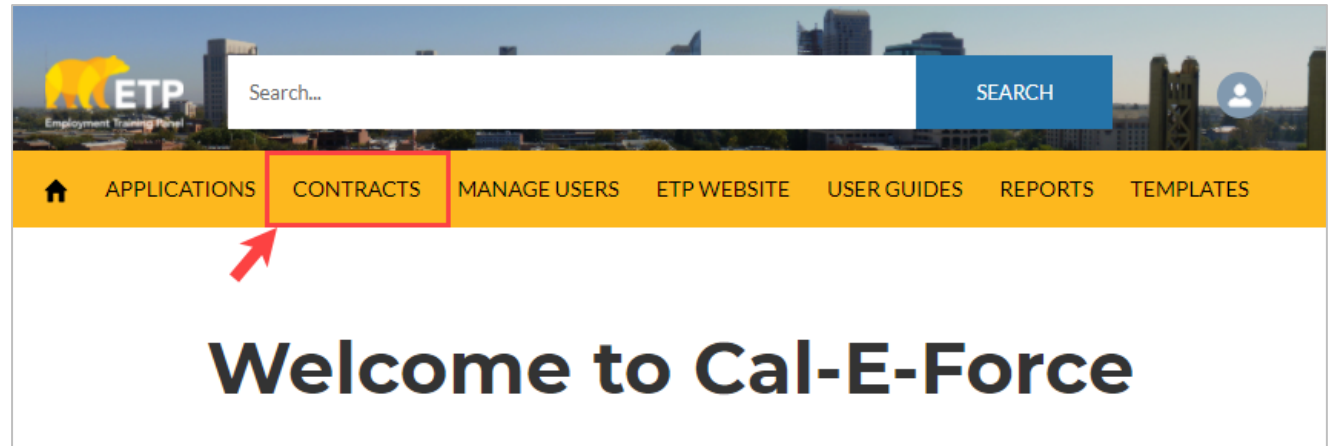 ETP
Employment Training Panel
Search...
SEARCH
APPLICATIONS CONTRACTS MANAGE USERS ETP WEBSITE USER GUIDES REPORTS TEMPLATES
Welcome to Cal-E-Force